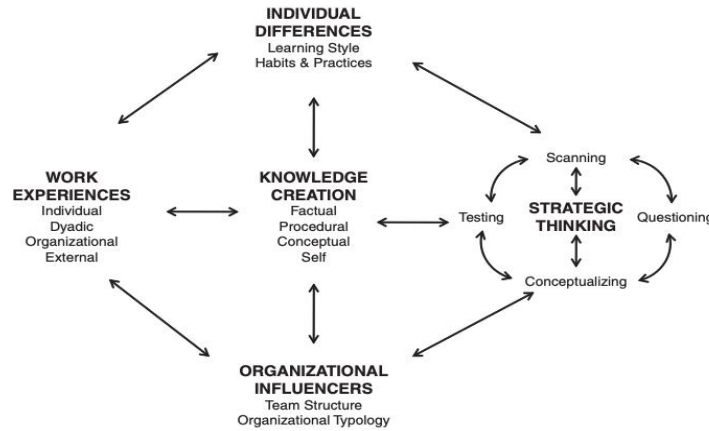 INDIVIDUAL
DIFFERENCES
Learning Style
Habits & Practices
WORK
EXPERIENCES
Individual
Dyadic
Organizational
External
KNOWLEDGE
CREATION
Factual
Procedural
Conceptual
Self
Scanning
Testing
STRATEGIC
THINKING
Questioning
Conceptualizing
ORGANIZATIONAL
INFLUENCERS
Team Structure
Organizational Typology